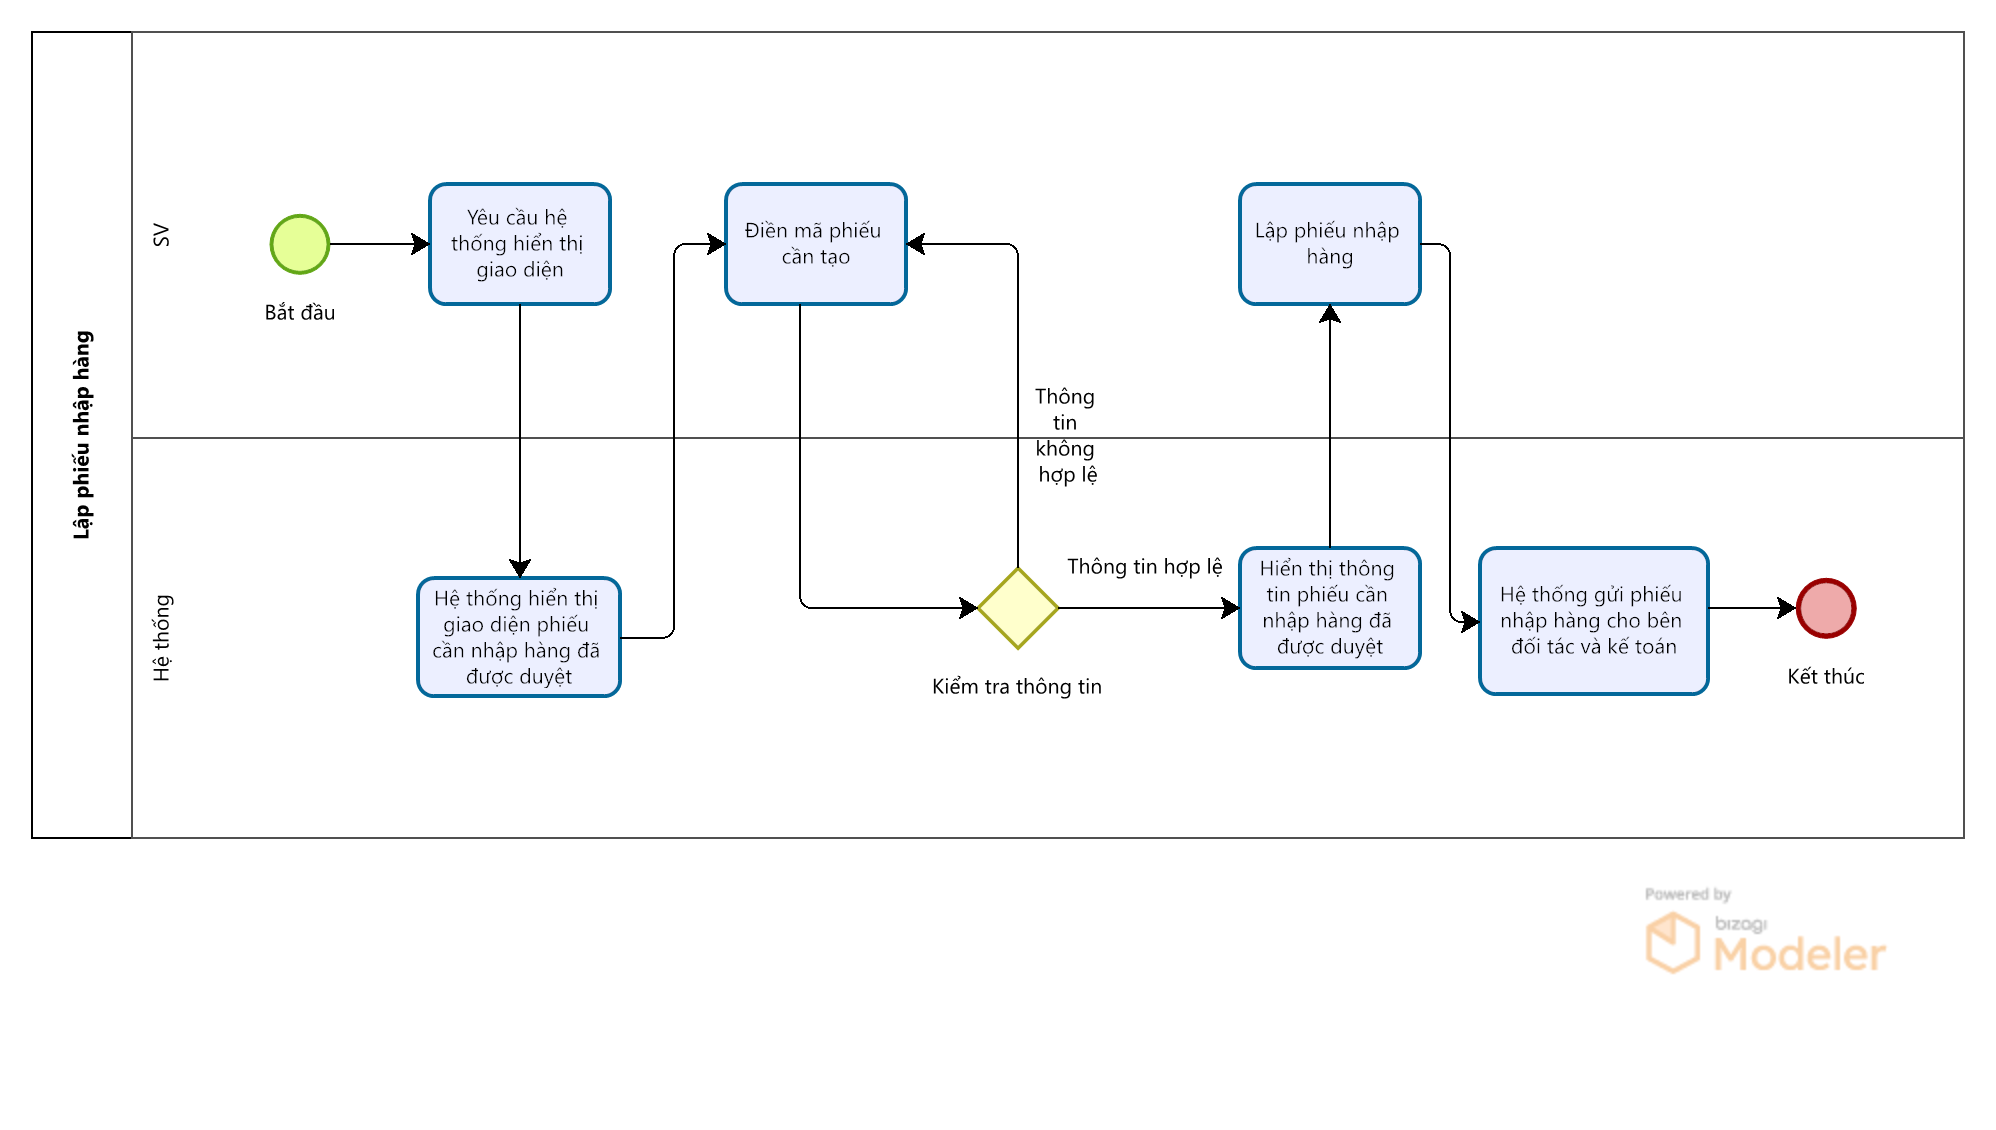 Lập phiếu nhập hàng
SV
Bắt đầu
Yêu cầu hệ
thống hiển thị
giao diện
Điền mã phiếu
cần tạo
Lập phiếu nhập
hàng
Thông
tin
không
hợp lệ
Hệ thống
Hệ thống hiển thị
giao diện phiếu
cần nhập hàng đã
được duyệt
Kiểm tra thông tin
Thông tin hợp lệ
Hiển thị thông
tin phiếu cần
nhập hàng đã
được duyệt
Hệ thống gửi phiếu
nhập hàng cho bên
đối tác và kế toán
Kết thúc
Powered by
bizagi
Modeler